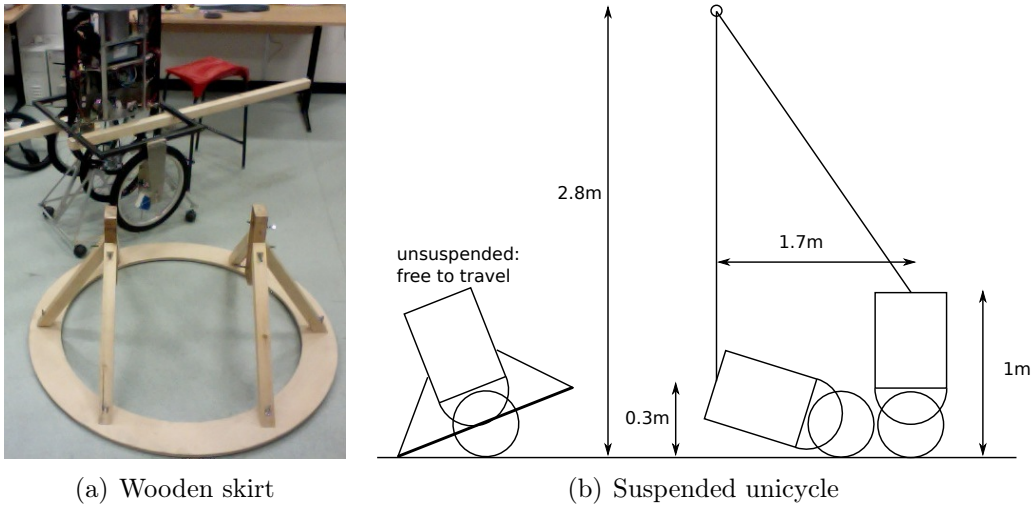 unsuspended:
free to travel
2.8m
1.7m
0.3m
1m
(a) Wooden skirt
(b) Suspended unicycle